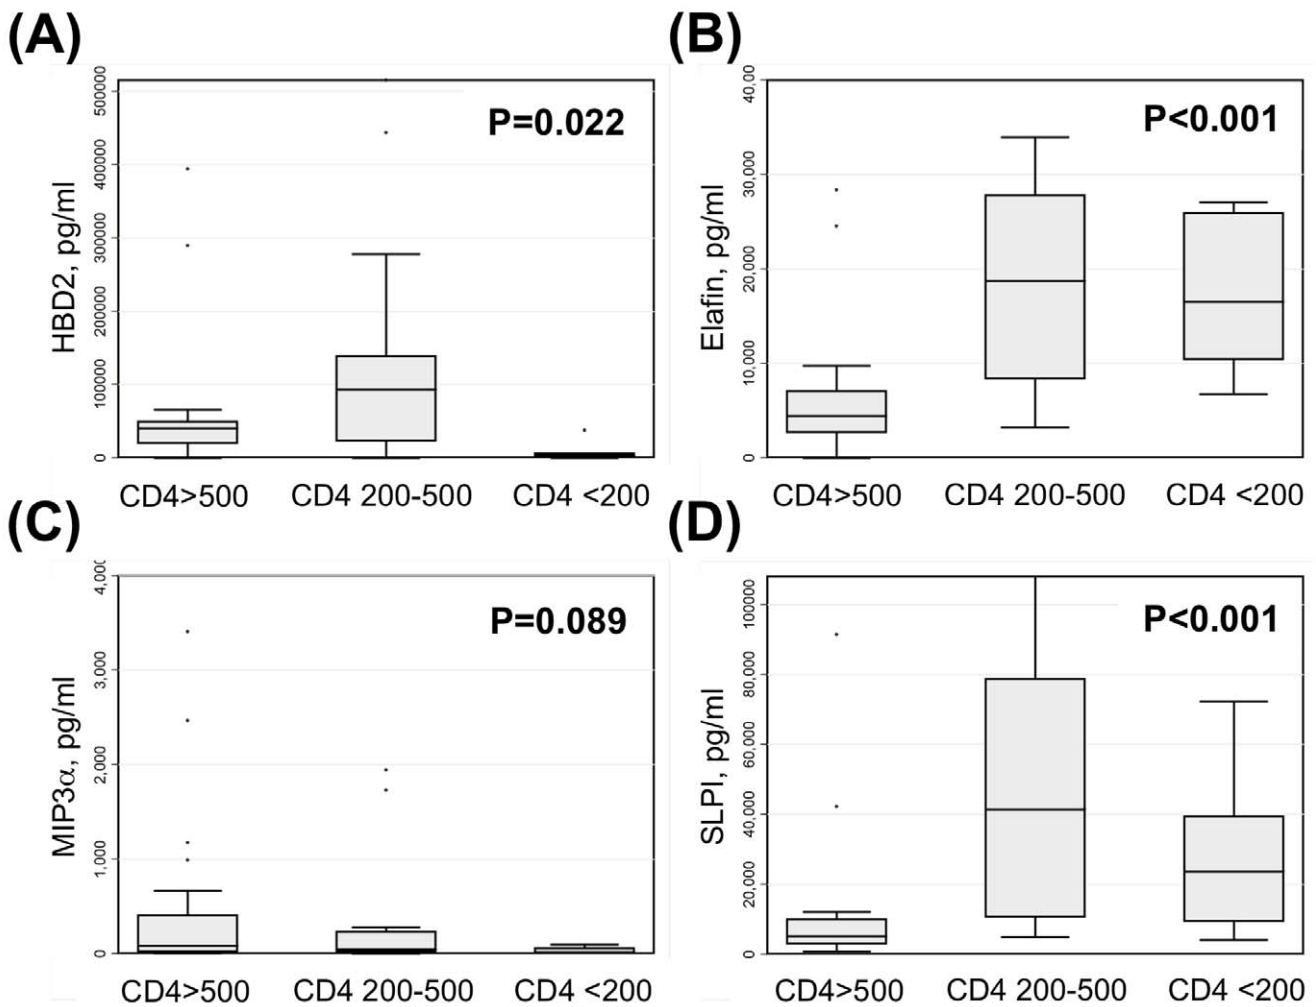 (A)
P=0.022
HBD2, pg/ml
500000
400000
300000
200000
100000
0
CD4>500 CD4 200-500 CD4 <200
(B)
P<0.001
Elafin, pg/ml
40,00
30,000
20,000
10,000
0
CD4>500 CD4 200-500 CD4 <200
(C)
P=0.089
MIP3α, pg/ml
4,000
3,000
2,000
1,000
0
CD4>500 CD4 200-500 CD4 <200
(D)
P<0.001
SLPI, pg/ml
100000
80,000
60,000
40,000
20,000
0
CD4>500 CD4 200-500 CD4 <200